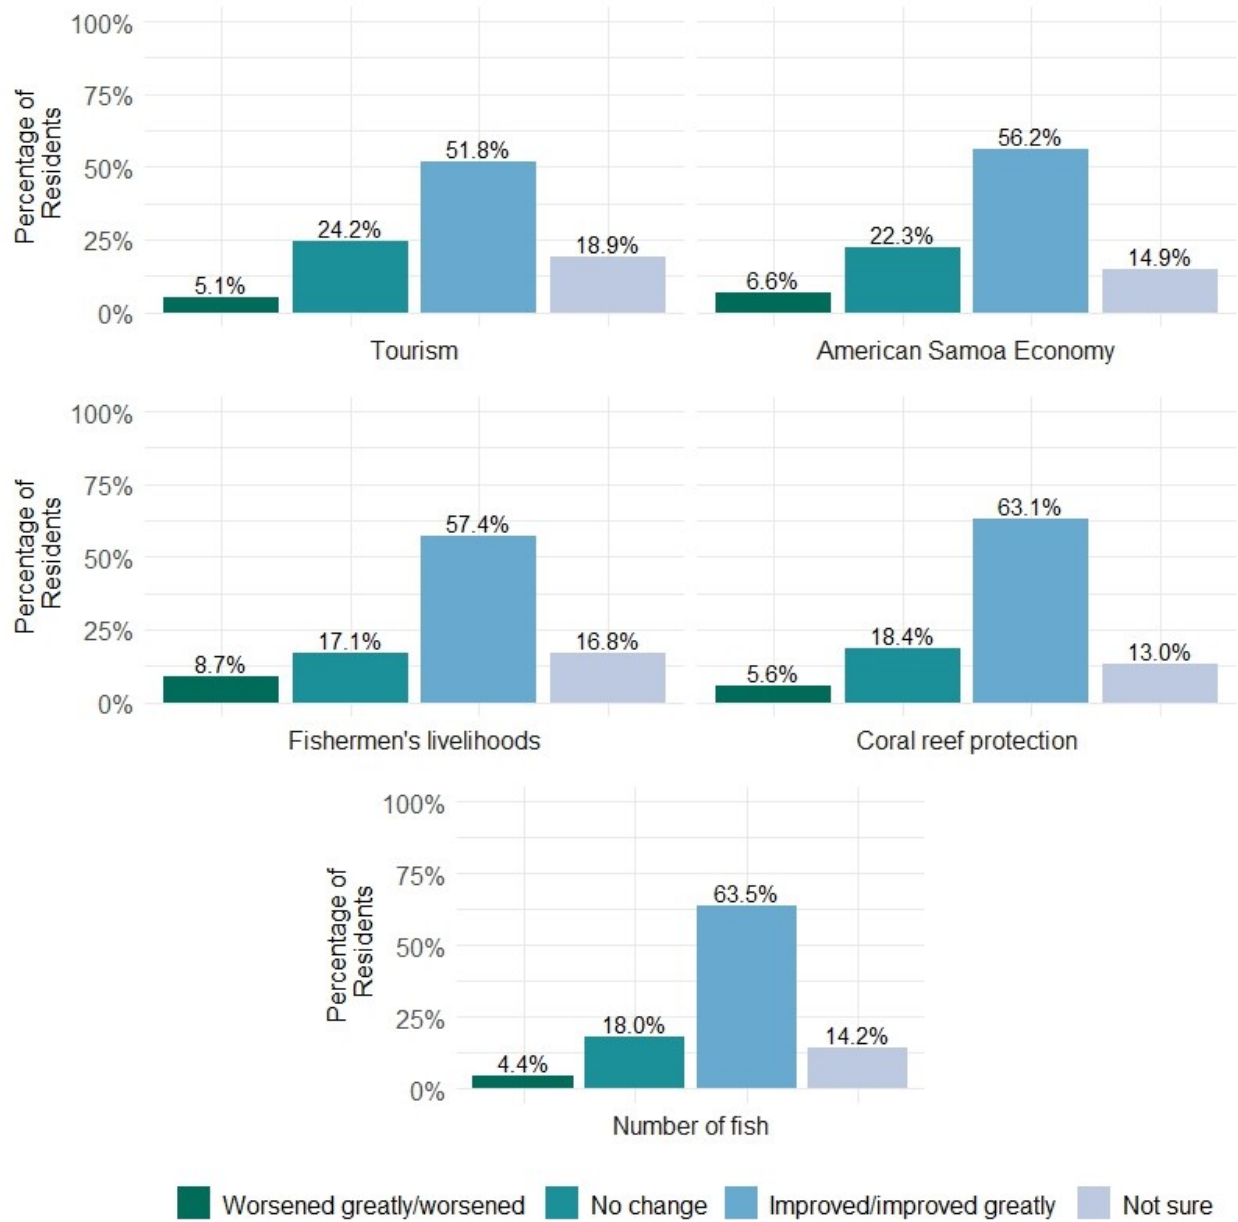 100%
75%
50%
25%
0%
Percentage of
Residents
5.1%
24.2%
51.8%
18.9%
Tourism
6.6%
22.3%
56.2%
14.9%
American Samoa Economy
100%
75%
50%
25%
0%
Percentage of
Residents
8.7%
17.1%
57.4%
16.8%
Fishermen's livelihoods
5.6%
18.4%
63.1%
13.0%
Coral reef protection
100%
75%
50%
25%
0%
Percentage of
Residents
4.4%
18.0%
63.5%
14.2%
Number of fish
Worsened greatly/worsened
No change
Improved/improved greatly
Not sure